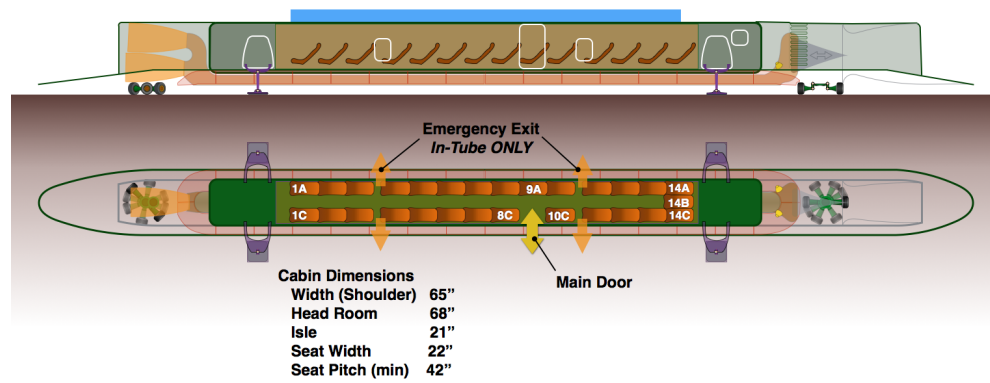 Emergency Exit
In-Tube ONLY
1A 9A 14A
14B
1C 8C 10C 14C
Main Door
Cabin Dimensions
Width (Shoulder) 65”
Head Room 68”
Isle 21”
Seat Width 22”
Seat Pitch (min) 42”